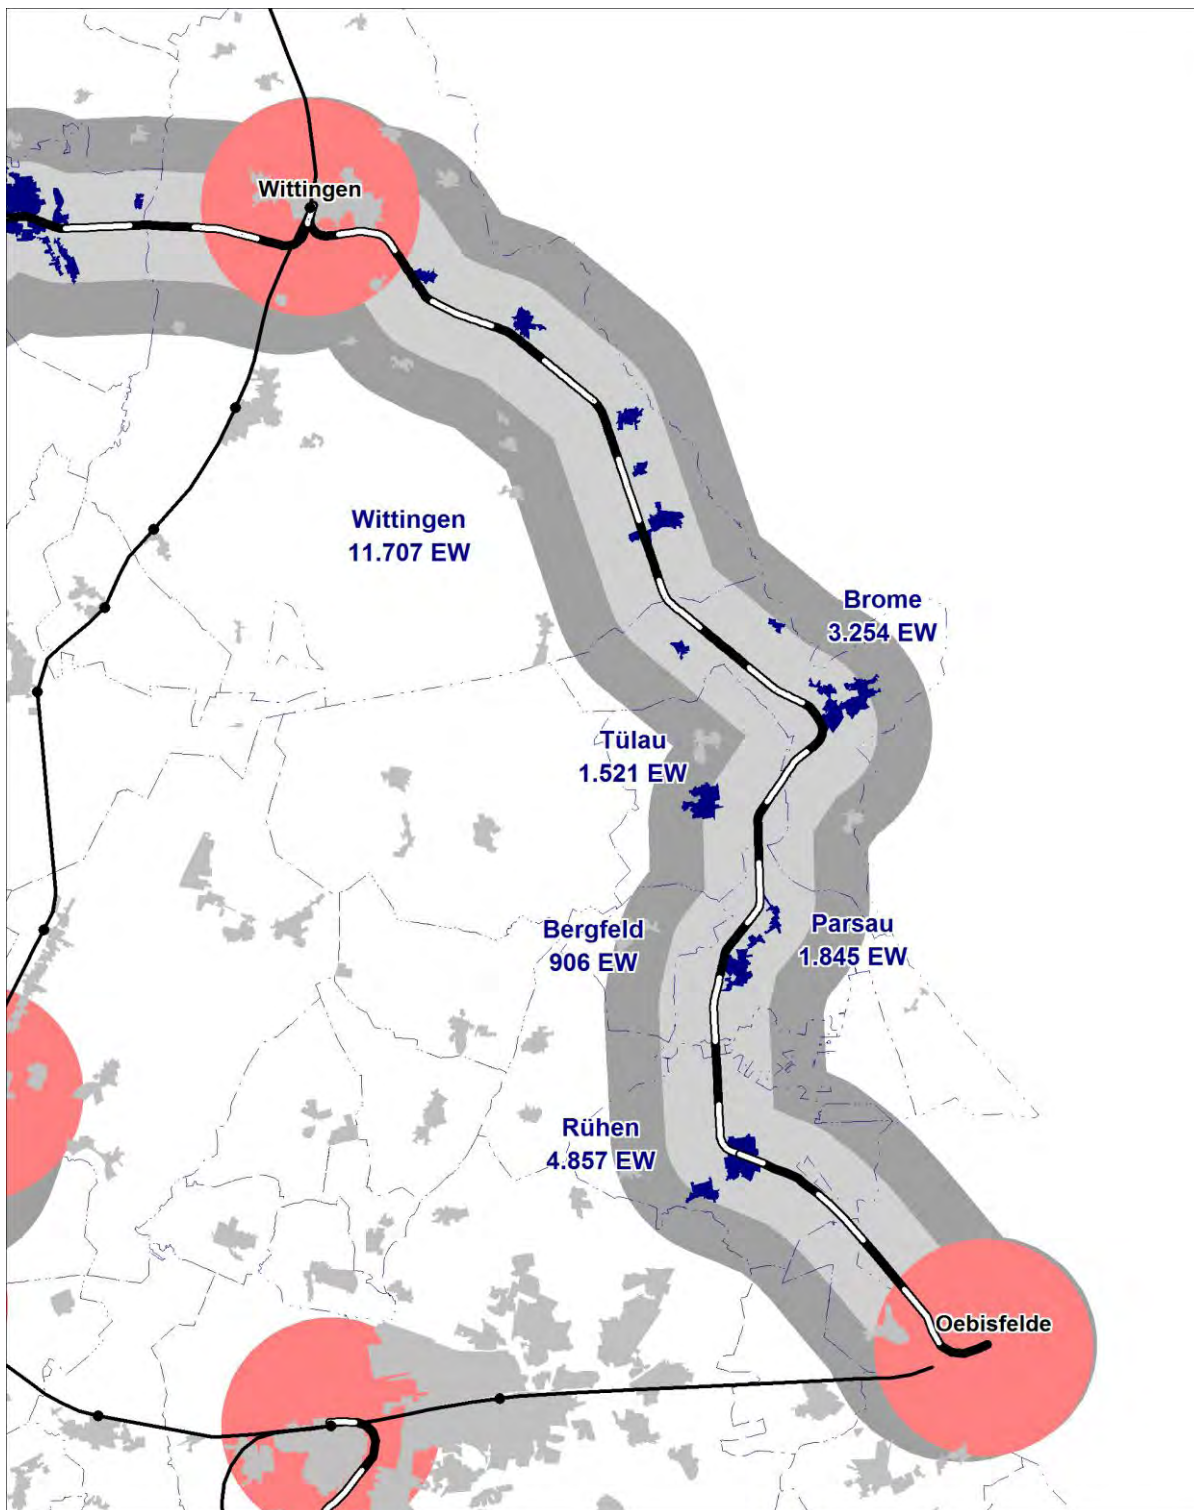 Wittingen
Wittingen
11.707 EW
Brome
3.254 EW
Tülau
1.521 EW
Bergfeld
906 EW
Parsau
1.845 EW
Rühen
4.857 EW
Oebisfelde